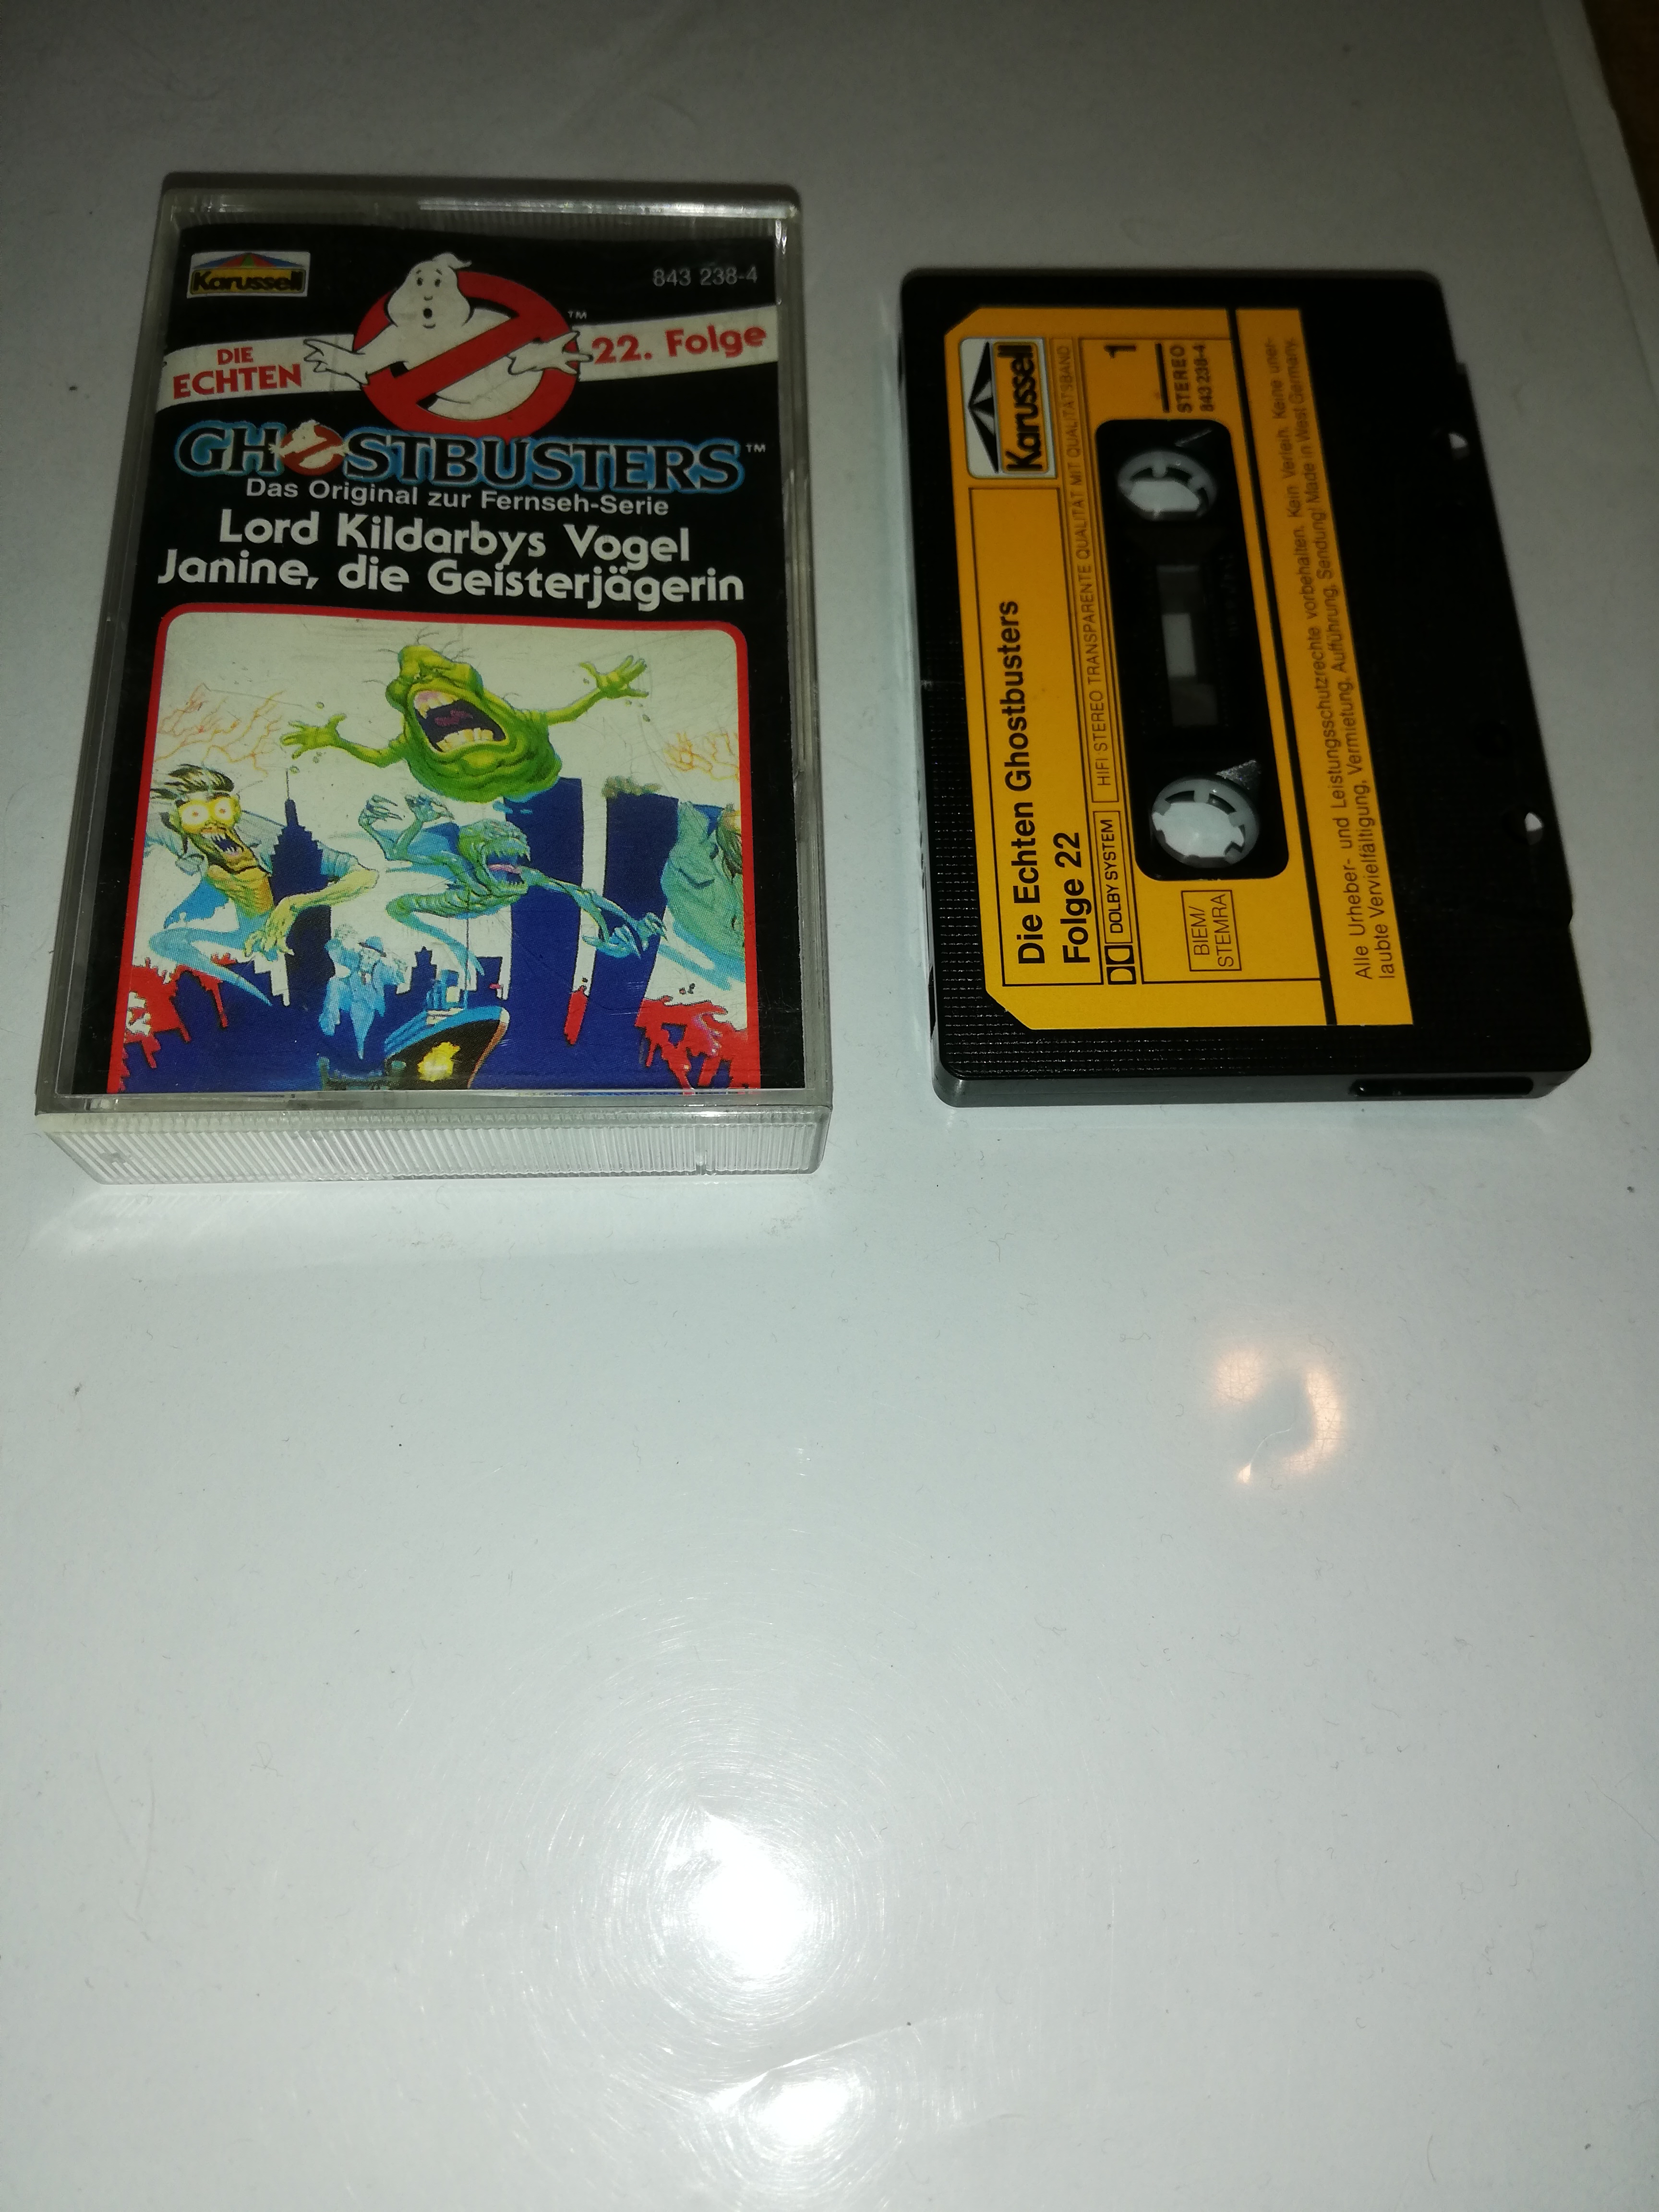 Karussell
843 238-4
DIE
ECHTEN
22. Folge
TM
GHOSTBUSTERS™
Das Original zur Fernseh-Serie
Lord Kildarbys Vogel
Janine, die Geisterjägerin
Karussell
Die Echten Ghostbusters
Folge 22
DOLBY SYSTEM
HIFI STEREO TRANSPARENTE QUALITÄT MIT QUALITÄTSBAND
1
STEREO
843 238-4
BIEM/
STEMRA
Alle Urheber- und Leistungsschutzrechte vorbehalten. Kein Verleih. Keine uner-
laubte Vervielfältigung, Vermietung, Aufführung, Sendung! Made in West Germany.